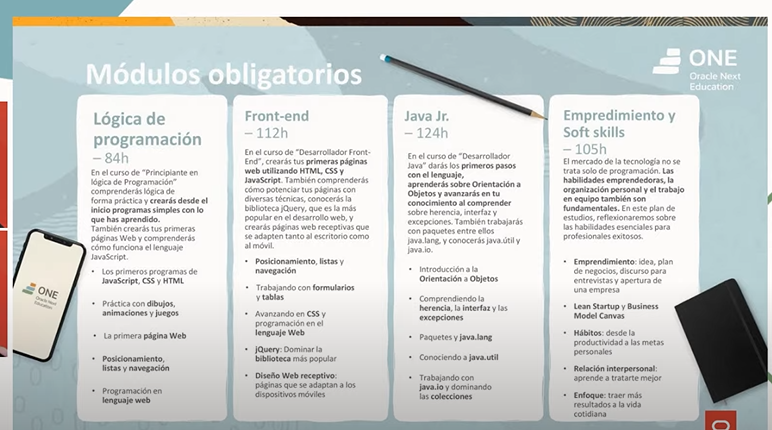 Módulos obligatorios
ONE
Oracle Next
Education
Lógica de
programación
– 84h
En el curso de “Principiante en
lógica de Programación”
comprenderás lógica de
forma práctica y crearás desde el
inicio programas simples con lo
que has aprendido.
También crearás tus primeras
páginas Web y comprenderás
cómo funciona el lenguaje
JavaScript.
• Los primeros programas de
JavaScript, CSS y HTML
• Práctica con dibujos,
animaciones y juegos
• La primera página Web
• Posicionamiento,
listas y navegación
• Programación en
lenguaje web
Front-end
– 112h
En el curso de “Desarrollador Front-
End”, crearás tus primeras páginas
web utilizando HTML, CSS y
JavaScript. También comprenderás
cómo potenciar tus páginas con
diversas técnicas, conocerás la
biblioteca jQuery, que es la más
popular en el desarrollo web, y
crearás páginas web receptivas que
se adapten tanto al escritorio como
al móvil.
• Posicionamiento, listas y
navegación
• Trabajando con formularios
y tablas
• Avanzando en CSS y
programación en el
lenguaje Web
• jQuery: Dominar la
biblioteca más popular
• Diseño Web receptivo:
páginas que se adaptan a los
dispositivos móviles
Java Jr.
– 124h
En el curso de “Desarrollador
Java” darás los primeros pasos
con el lenguaje,
aprenderás sobre Orientación a
Objetos y avanzarás en tu
conocimiento al comprender
sobre herencia, interfaz y
excepciones. También trabajarás
con paquetes entre ellos
java.lang, y conocerás java.útil y
java.io.
• Introducción a la
Orientación a Objetos
• Comprendiendo la
herencia, la interfaz y las
excepciones
• Paquetes y java.lang
• Conociendo a java.util
• Trabajando con
java.io y dominando
las colecciones
Empredimiento y
Soft skills
– 105h
El mercado de la tecnología no se
trata solo de programación. Las
habilidades emprendedoras, la
organización personal y el trabajo
en equipo también son
fundamentales. En este plan de
estudios, reflexionaremos sobre
las habilidades esenciales para
profesionales exitosos.
• Emprendimiento: idea, plan
de negocios, discurso para
entrevistas y apertura de
una empresa
• Lean Startup y Business
Model Canvas
• Hábitos: desde la
productividad a las metas
personales
• Relación interpersonal:
aprende a tratarte mejor
• Enfoque: traer más
resultados a la vida
cotidiana
ONE
Oracle Next
Education